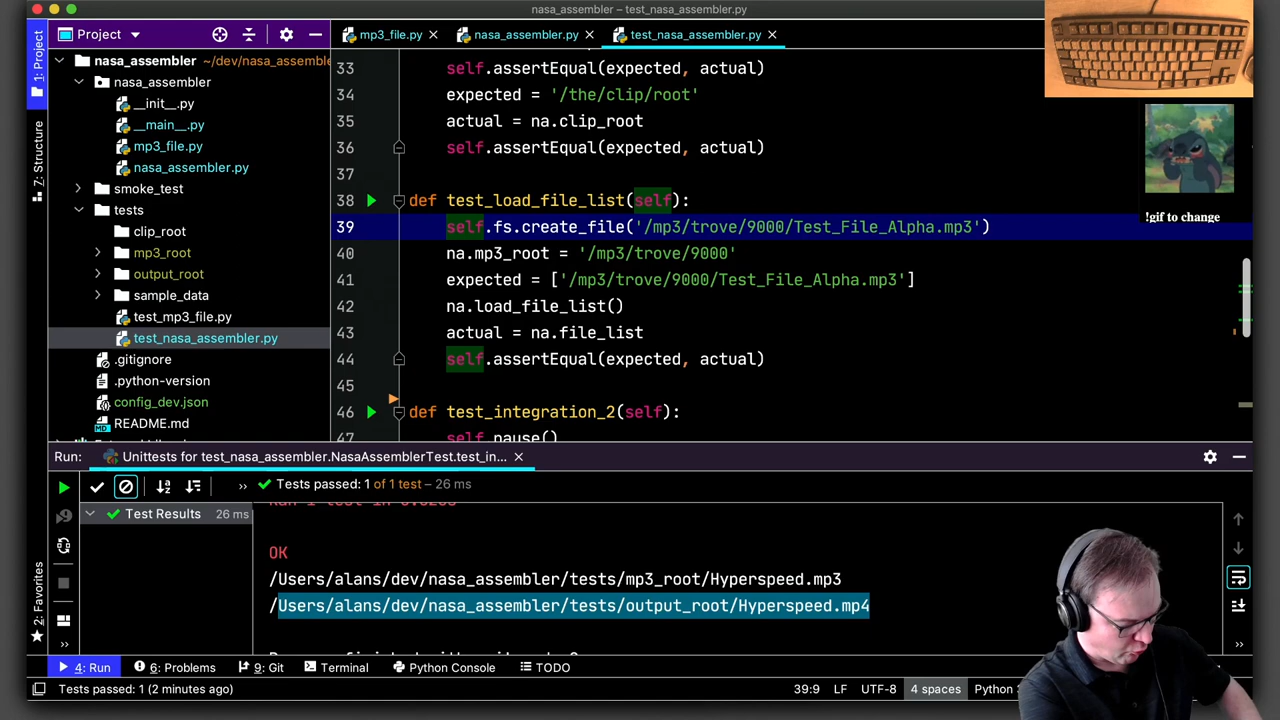 nasa_assembler – test_nasa_assembler.py
Project
mp3_file.py
nasa_assembler.py
test_nasa_assembler.py
1: Project
7: Structure
2: Favorites
nasa_assembler ~/dev/nasa_assemble
nasa_assembler
__init__.py
__main__.py
mp3_file.py
nasa_assembler.py
smoke_test
tests
clip_root
mp3_root
output_root
sample_data
test_mp3_file.py
test_nasa_assembler.py
.gitignore
.python-version
config_dev.json
README.md
33 self.assertEqual(expected, actual)
34 expected = '/the/clip/root'
35 actual = na.clip_root
36 self.assertEqual(expected, actual)
37
38 def test_load_file_list(self):
39 self.fs.create_file('/mp3/trove/9000/Test_File_Alpha.mp3')
40 na.mp3_root = '/mp3/trove/9000'
41 expected = ['/mp3/trove/9000/Test_File_Alpha.mp3']
42 na.load_file_list()
43 actual = na.file_list
44 self.assertEqual(expected, actual)
45
46 def test_integration_2(self):
47 self.pause()
!gif to change
Run: Unittests for test_nasa_assembler.NasaAssemblerTest.test_in...
Tests passed: 1 of 1 test – 26 ms
Test Results 26 ms
OK
/Users/alans/dev/nasa_assembler/tests/mp3_root/Hyperspeed.mp3
/Users/alans/dev/nasa_assembler/tests/output_root/Hyperspeed.mp4
4: Run
6: Problems
9: Git
Terminal
Python Console
TODO
Tests passed: 1 (2 minutes ago)
39:9 LF UTF-8 4 spaces Python